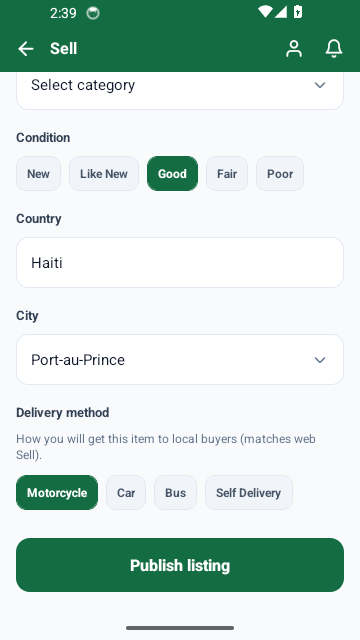 2:39
Sell
Select category
Condition
New
Like New
Good
Fair
Poor
Country
Haiti
City
Port-au-Prince
Delivery method
How you will get this item to local buyers (matches web
Sell).
Motorcycle
Car
Bus
Self Delivery
Publish listing